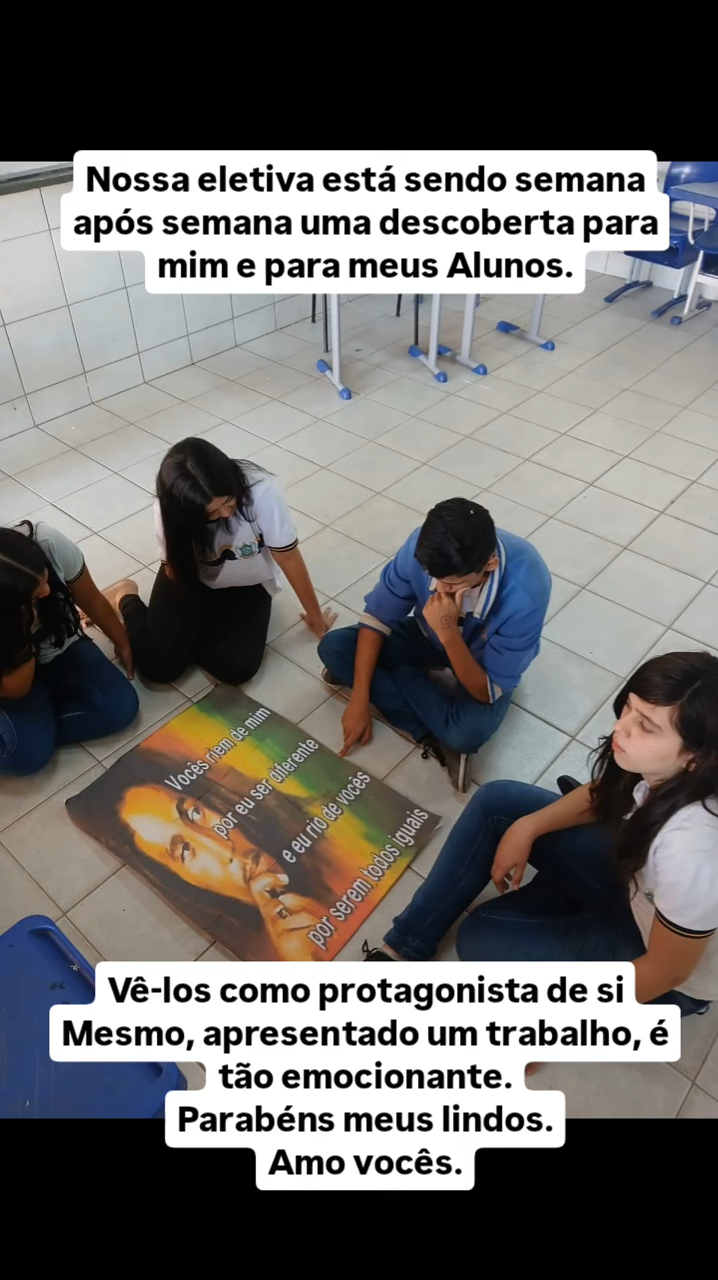 Nossa eletiva está sendo semana
após semana uma descoberta para
mim e para meus Alunos.
Vocês riem de mim
por eu ser diferente
e eu rio de vocês
por serem todos iguais
Vê-los como protagonista de si
Mesmo, apresentado um trabalho, é
tão emocionante.
Parabéns meus lindos.
Amo vocês.